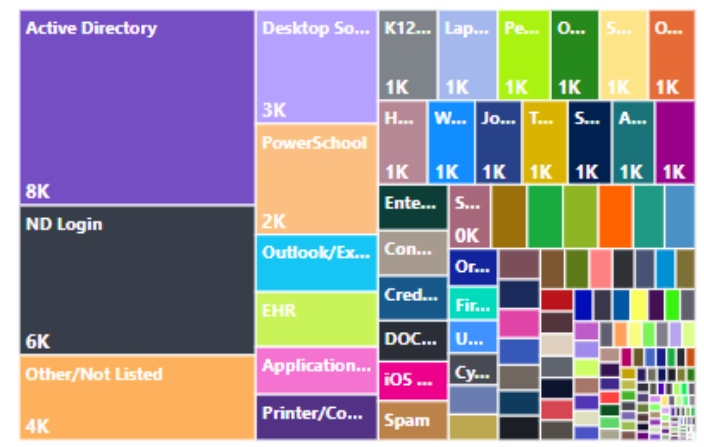 Active Directory
8K
ND Login
6K
Other/Not Listed
4K
Desktop So...
3K
PowerSchool
2K
Outlook/Ex...
EHR
Application...
Printer/Co...
K12...
1K
Lap...
1K
Pe...
1K
O...
1K
S...
1K
O...
1K
H...
1K
W...
1K
Jo...
1K
T...
1K
S...
1K
A...
1K
1K
Ente...
Con...
Cred...
DOC...
iOS ...
Spam
S...
0K
Or...
Fir...
U...
Cy...